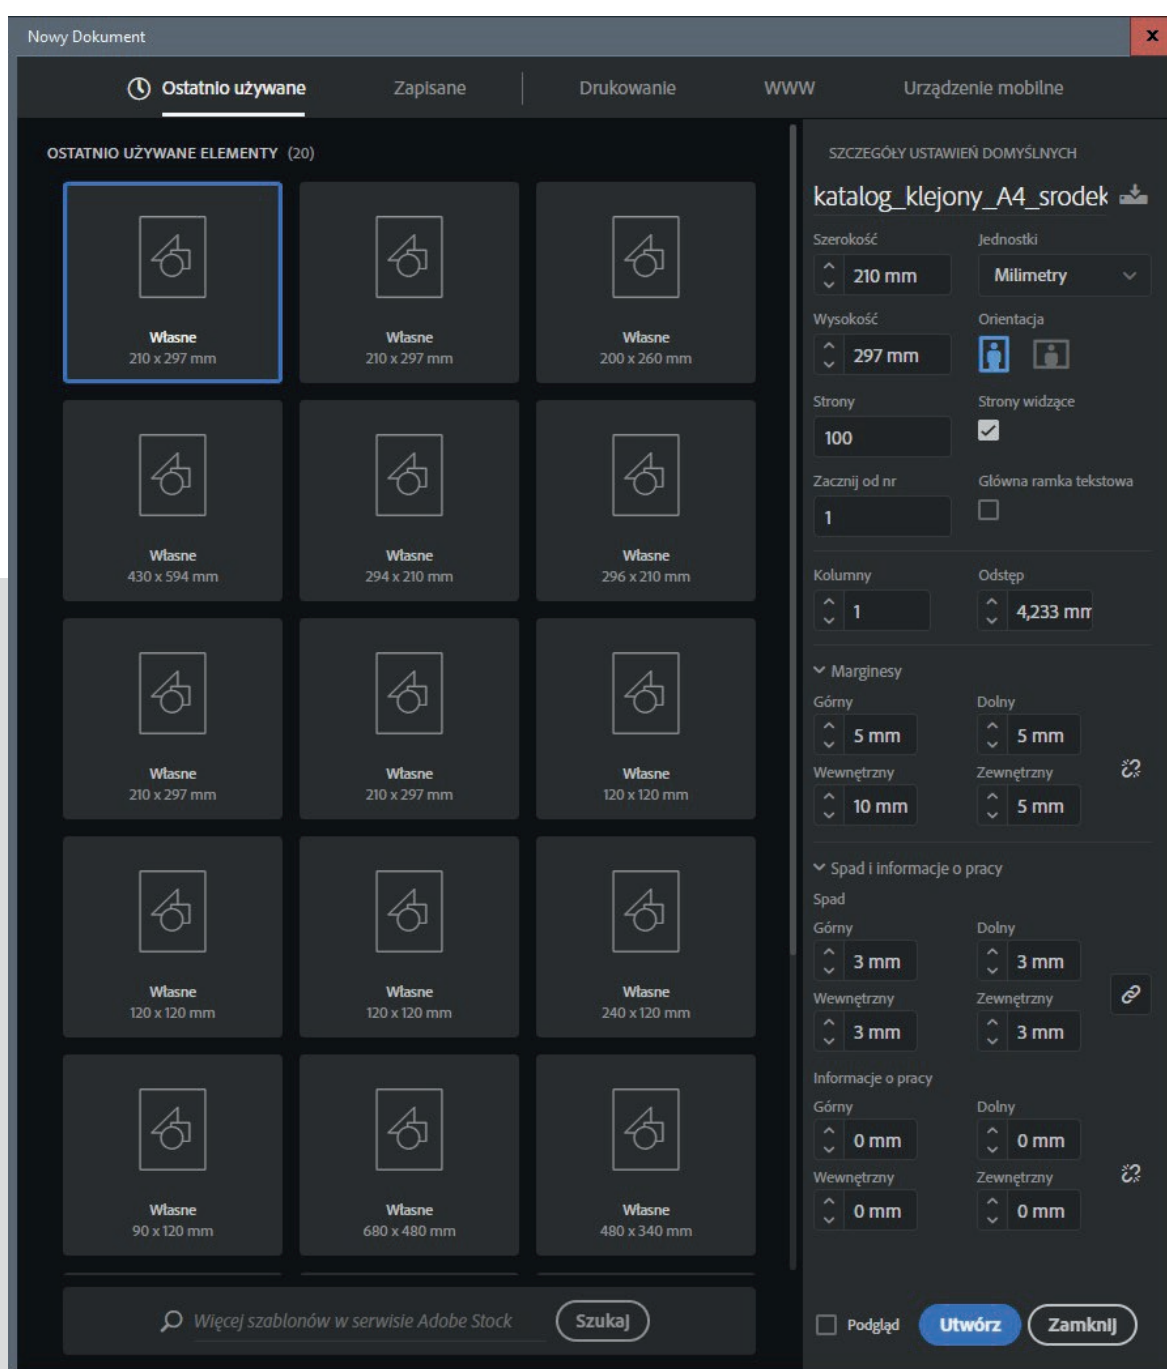 Nowy Dokument
x
Ostatnio używane Zapisane Drukowanie WWW Urządzenie mobilne
OSTATNIO UŻYWANE ELEMENTY (20)
Własne
210 x 297 mm
Własne
210 x 297 mm
Własne
200 x 260 mm
Własne
430 x 594 mm
Własne
294 x 210 mm
Własne
296 x 210 mm
Własne
210 x 297 mm
Własne
210 x 297 mm
Własne
120 x 120 mm
Własne
120 x 120 mm
Własne
120 x 120 mm
Własne
240 x 120 mm
Własne
90 x 120 mm
Własne
680 x 480 mm
Własne
480 x 340 mm
Więcej szablonów w serwisie Adobe Stock Szukaj
SZCZEGÓŁY USTAWIEŃ DOMYŚLNYCH
katalog_klejony_A4_srodek
Szerokość Jednostki
210 mm Milimetry
Wysokość Orientacja
297 mm
Strony Strony widzące
100
Zacznij od nr Główna ramka tekstowa
1
Kolumny Odstęp
1 4,233 mm
Marginesy
Górny Dolny
5 mm 5 mm
Wewnętrzny Zewnętrzny
10 mm 5 mm
Spad i informacje o pracy
Spad
Górny Dolny
3 mm 3 mm
Wewnętrzny Zewnętrzny
3 mm 3 mm
Informacje o pracy
Górny Dolny
0 mm 0 mm
Wewnętrzny Zewnętrzny
0 mm 0 mm
Podgląd Utwórz Zamknij